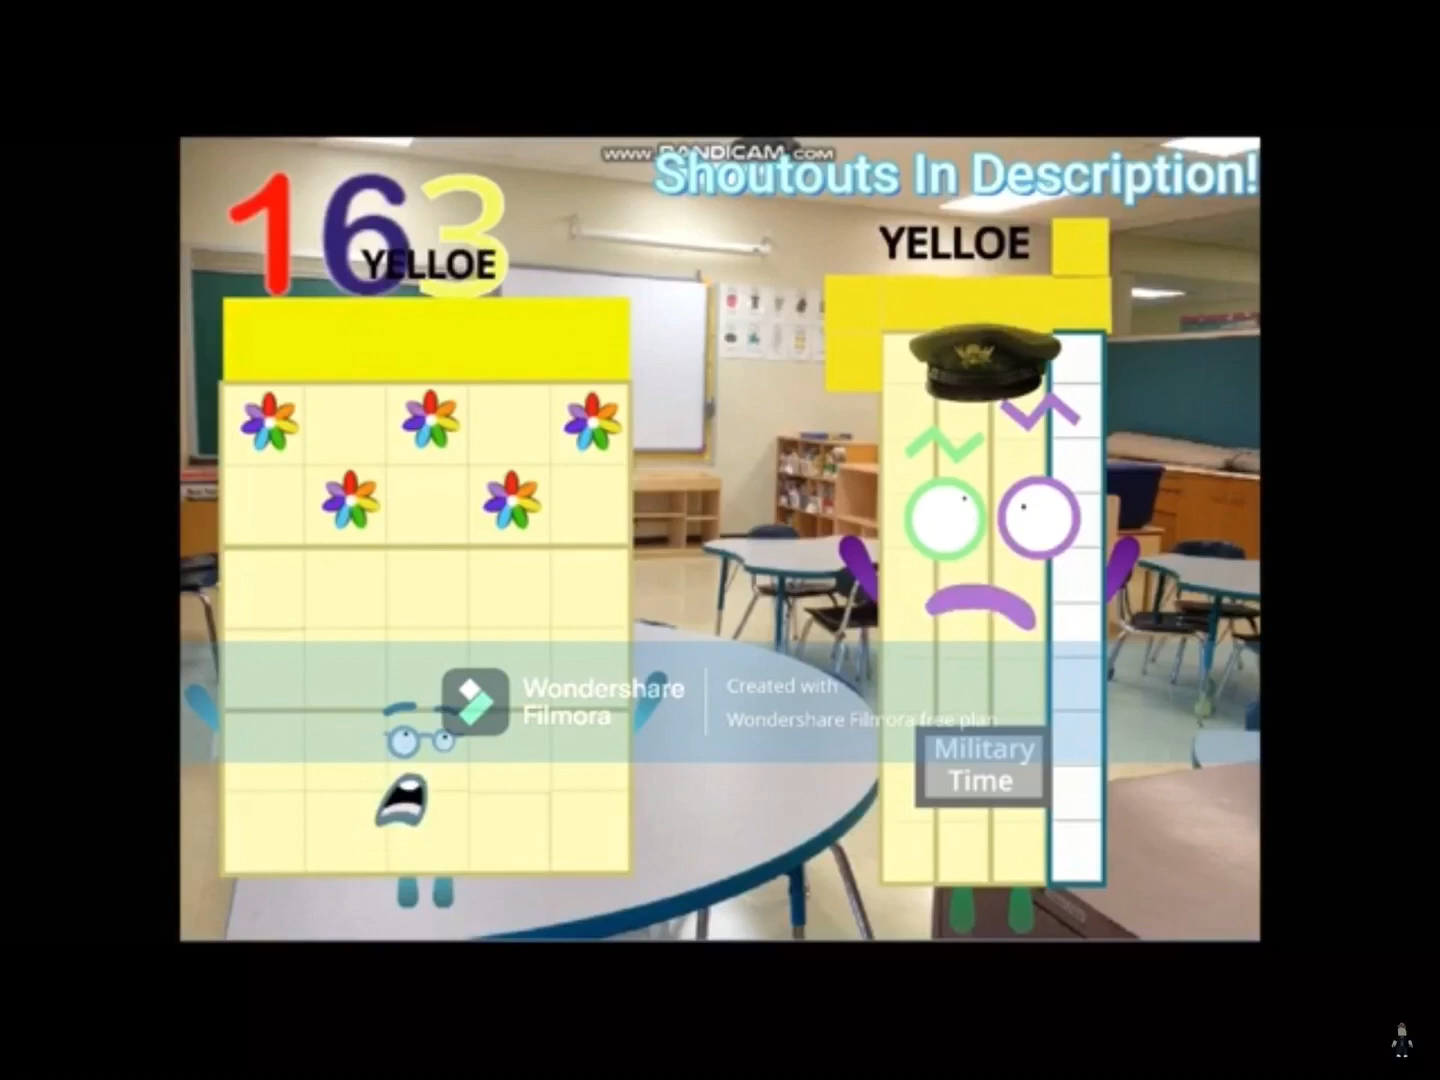 www.BANDICAM.COM
Shoutouts In Description!
163
YELLOE
YELLOE
Wondershare
Filmora
Created with
Wondershare Filmora free plan
Military
Time